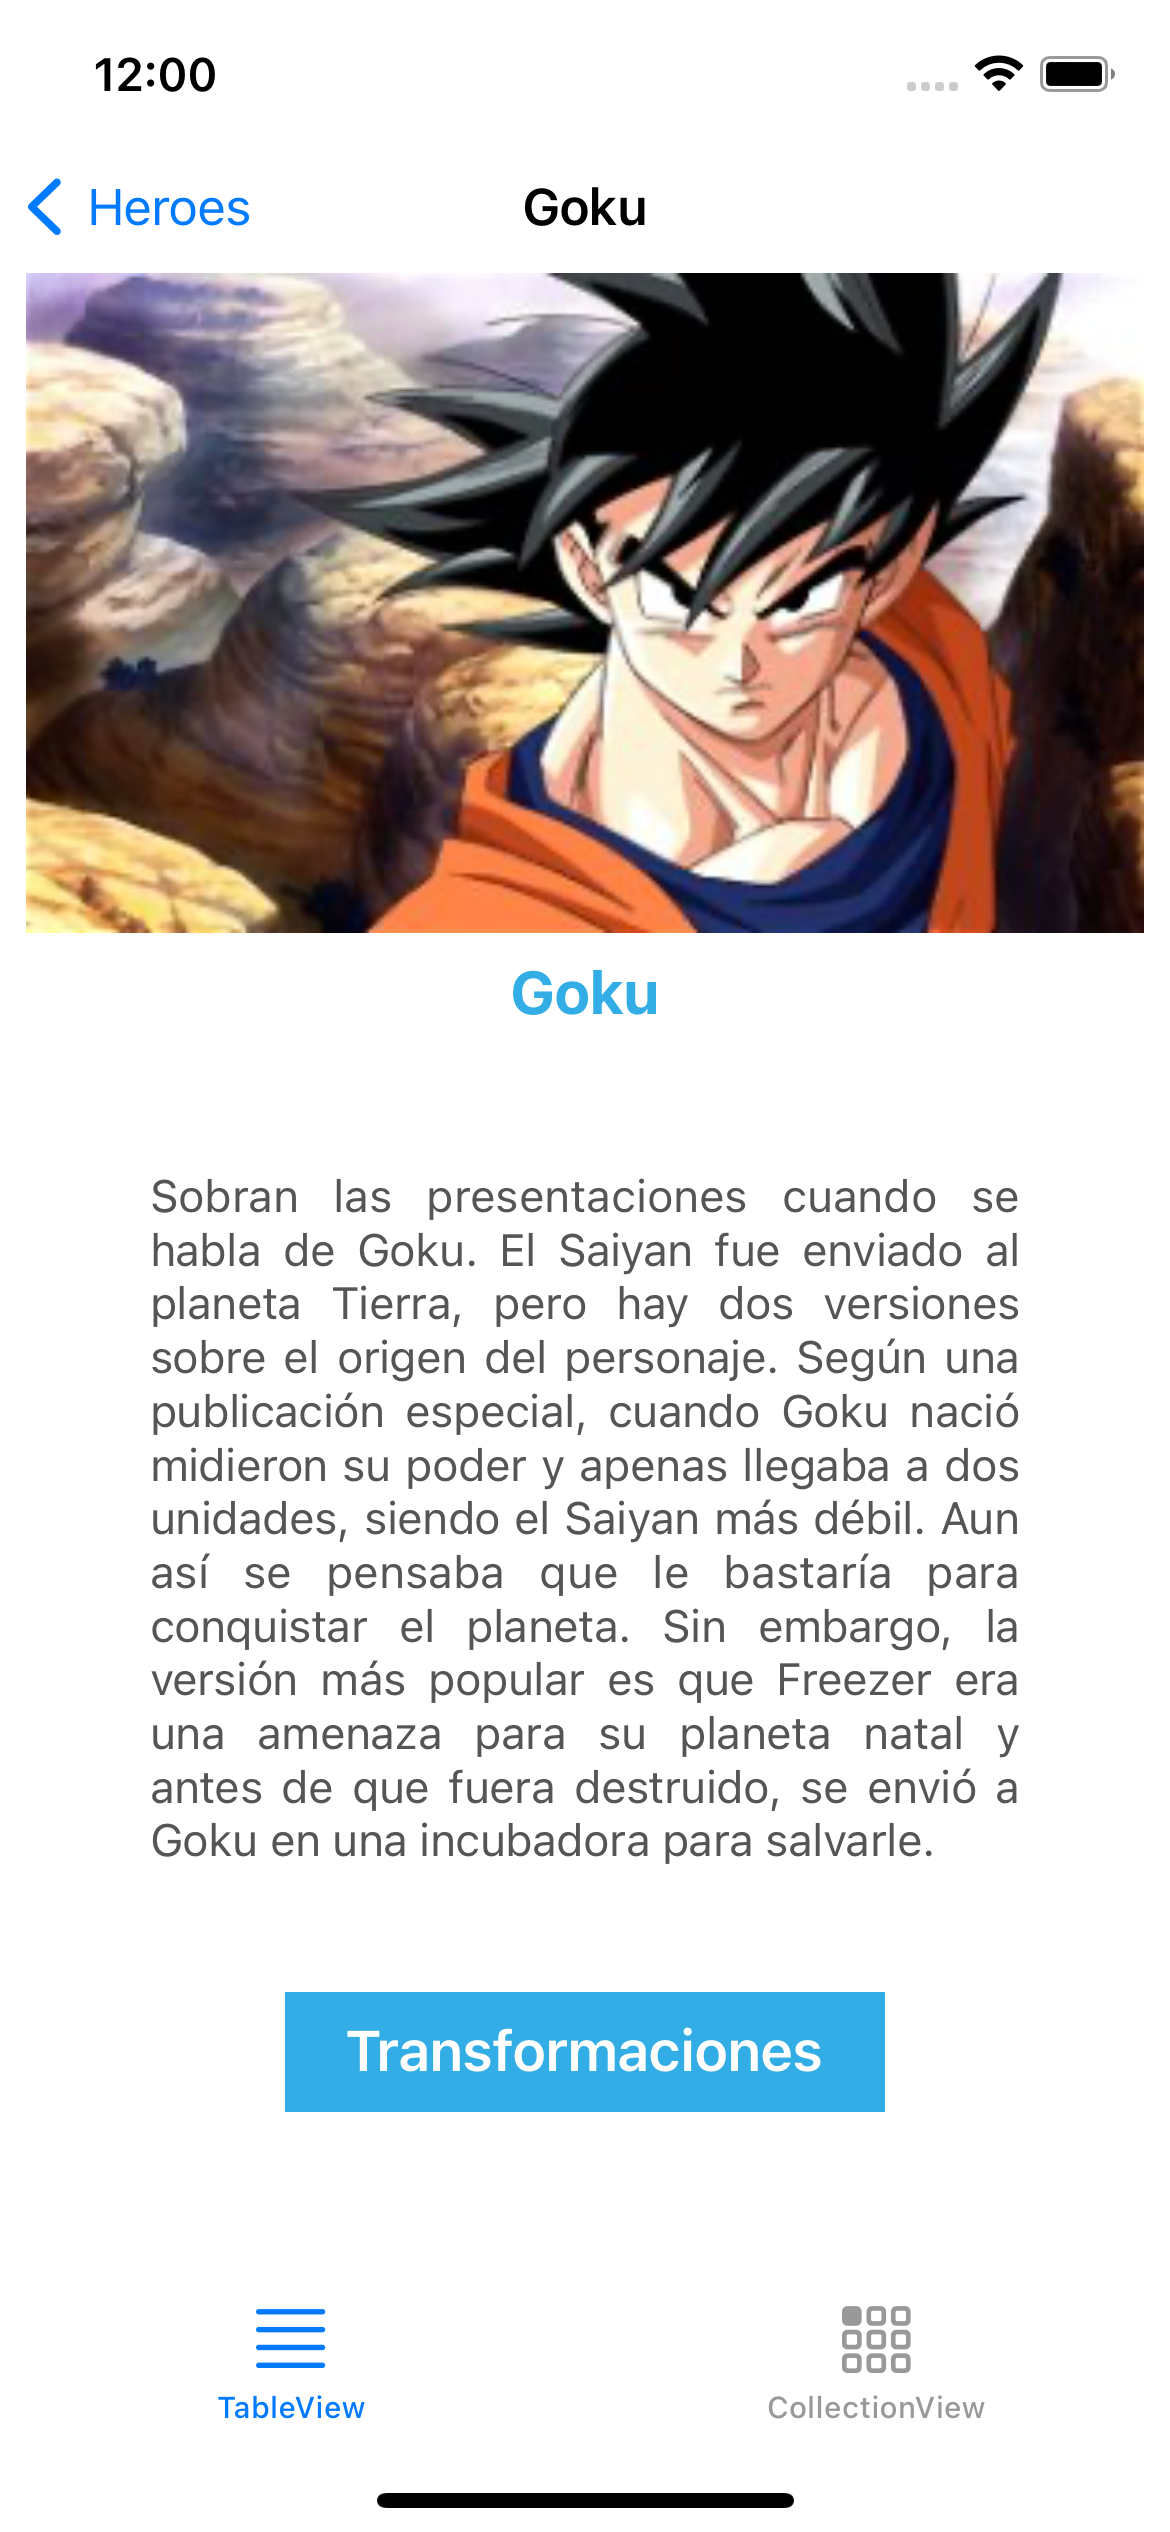 12:00
Heroes
Goku
Goku
Sobran las presentaciones cuando se
habla de Goku. El Saiyan fue enviado al
planeta Tierra, pero hay dos versiones
sobre el origen del personaje. Según una
publicación especial, cuando Goku nació
midieron su poder y apenas llegaba a dos
unidades, siendo el Saiyan más débil. Aun
así se pensaba que le bastaría para
conquistar el planeta. Sin embargo, la
versión más popular es que Freezer era
una amenaza para su planeta natal y
antes de que fuera destruido, se envió a
Goku en una incubadora para salvarle.
Transformaciones
TableView
CollectionView